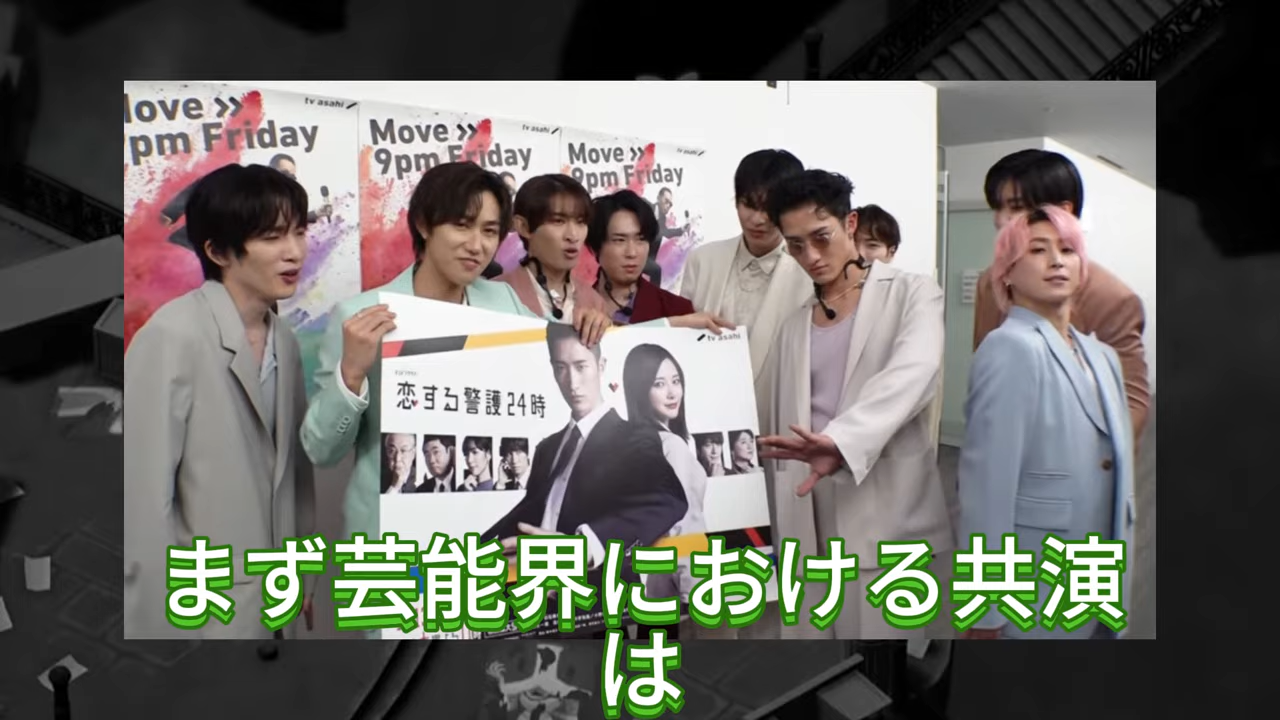 Move »
pm Friday
tv asahi
Move »
9pm Friday
tv asahi
Move »
9pm Friday
tv asahi
tv asahi
恋する警護24時
まず芸能界における共演
は